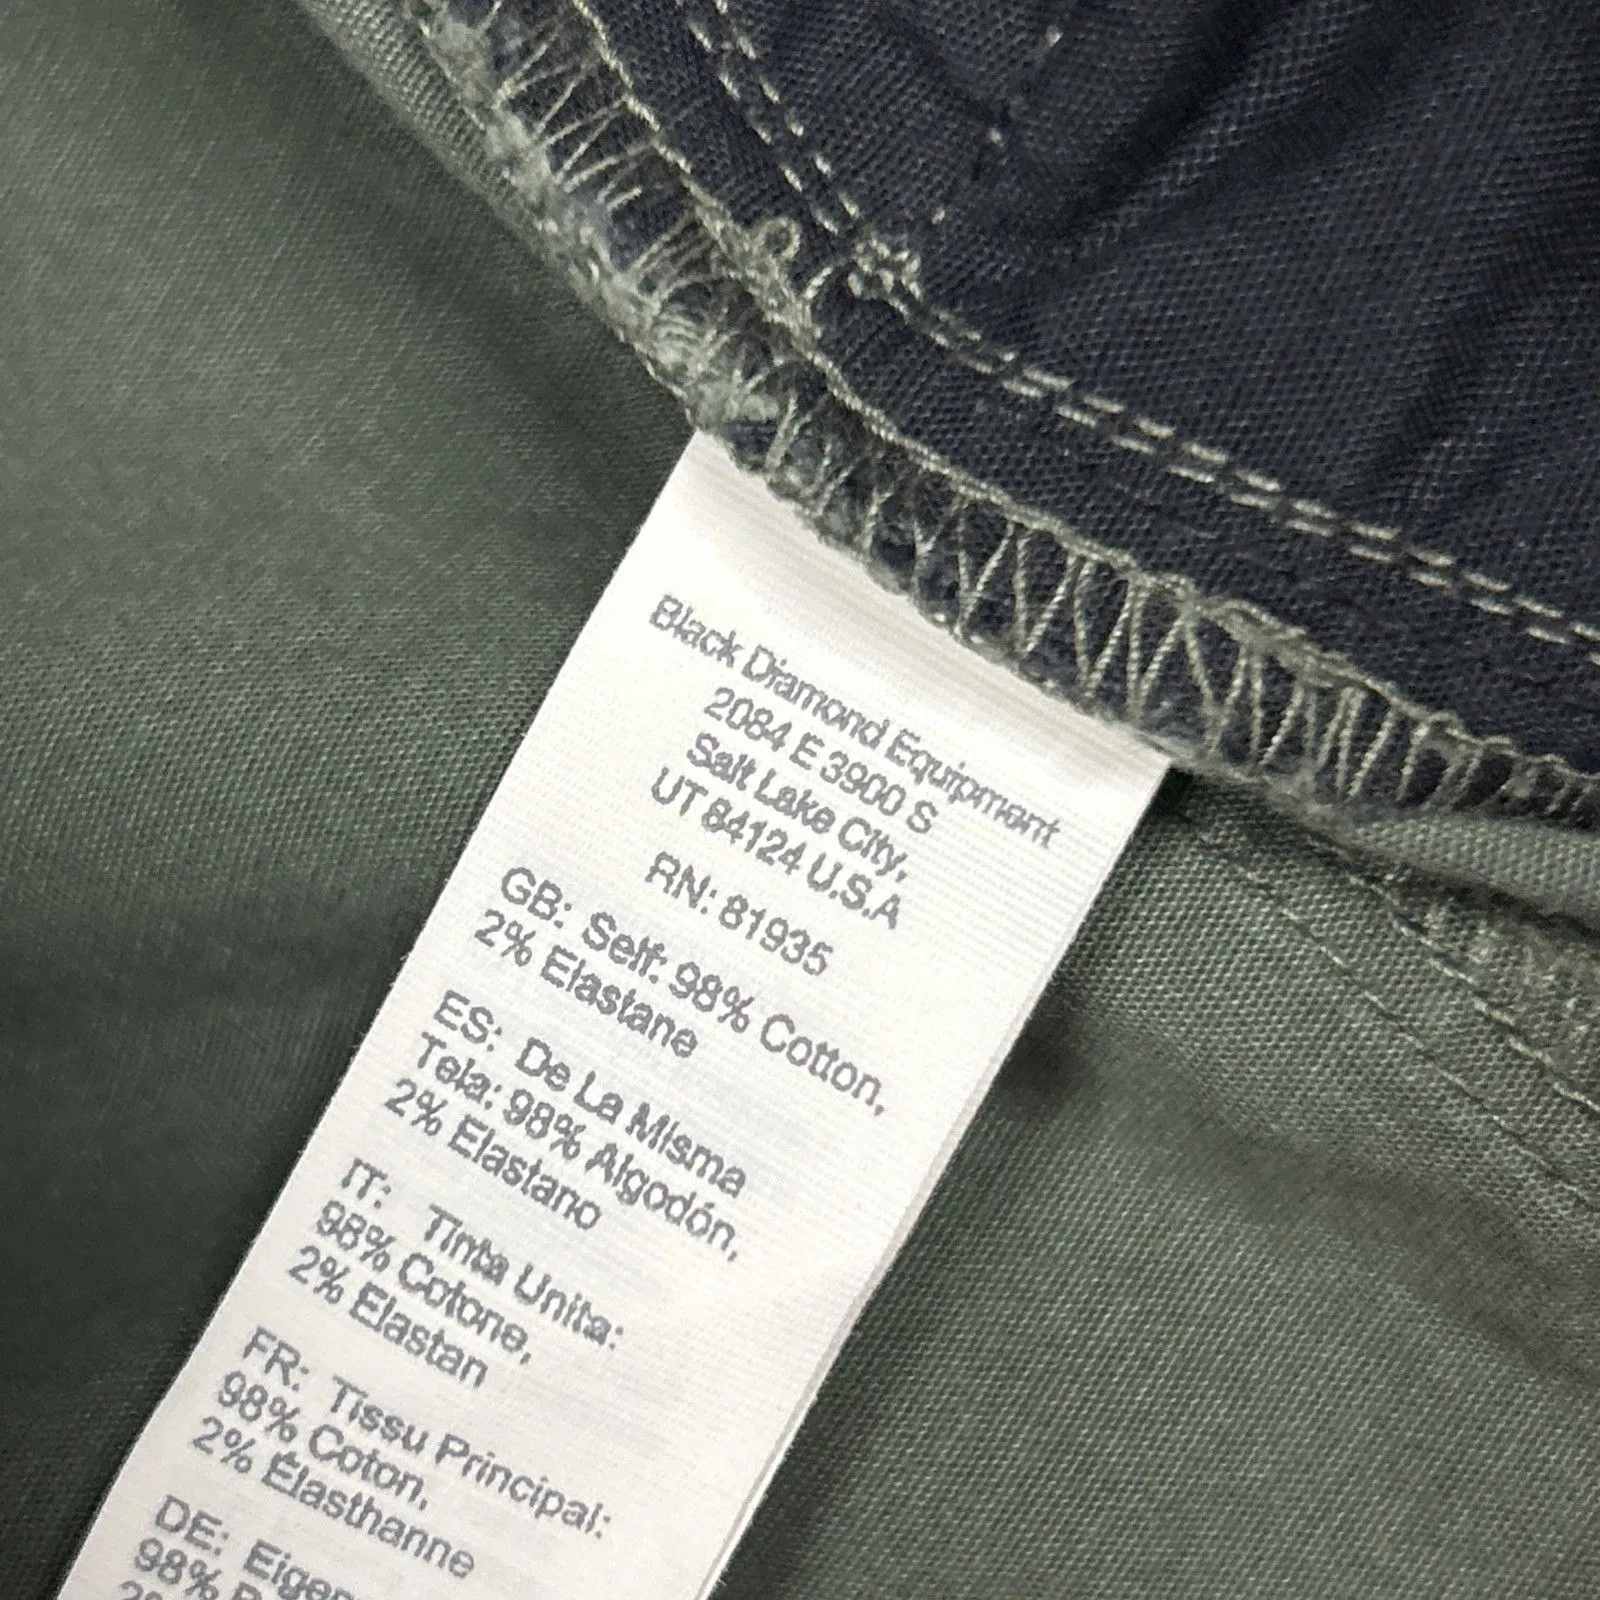 Black Diamond Equipment
2084 E 3900 S
Salt Lake City,
UT 84124 U.S.A
RN: 81935
GB: Self: 98% Cotton,
2% Elastane
ES: De La Misma
Tela: 98% Algodón,
2% Elastano
IT: Tinta Unita:
98% Cotone,
2% Elastan
FR: Tissu Principal:
98% Coton,
2% Élasthanne
DE:
98%